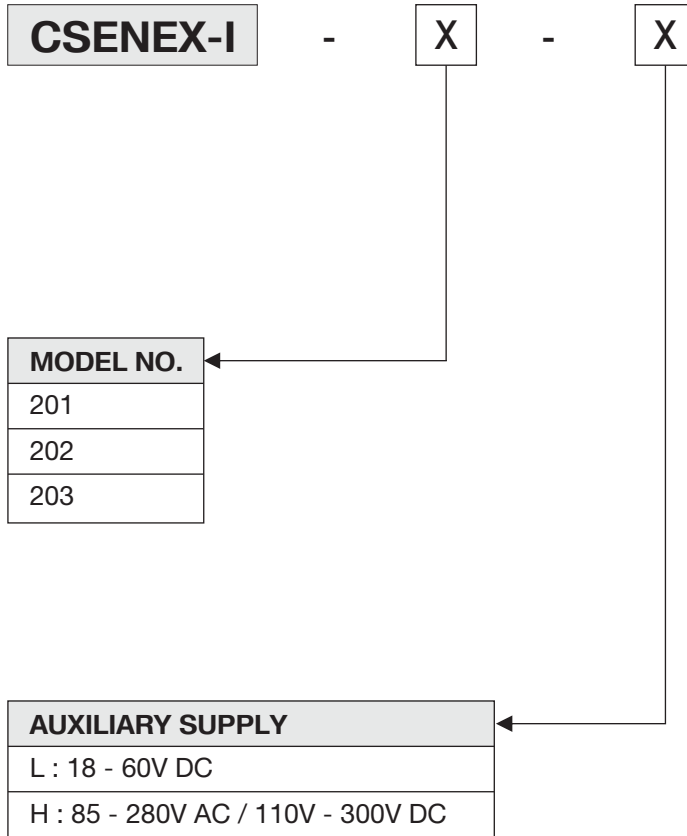 CSENEX-I - X - X
MODEL NO.
201
202
203
AUXILIARY SUPPLY
L : 18 - 60V DC
H : 85 - 280V AC / 110V - 300V DC